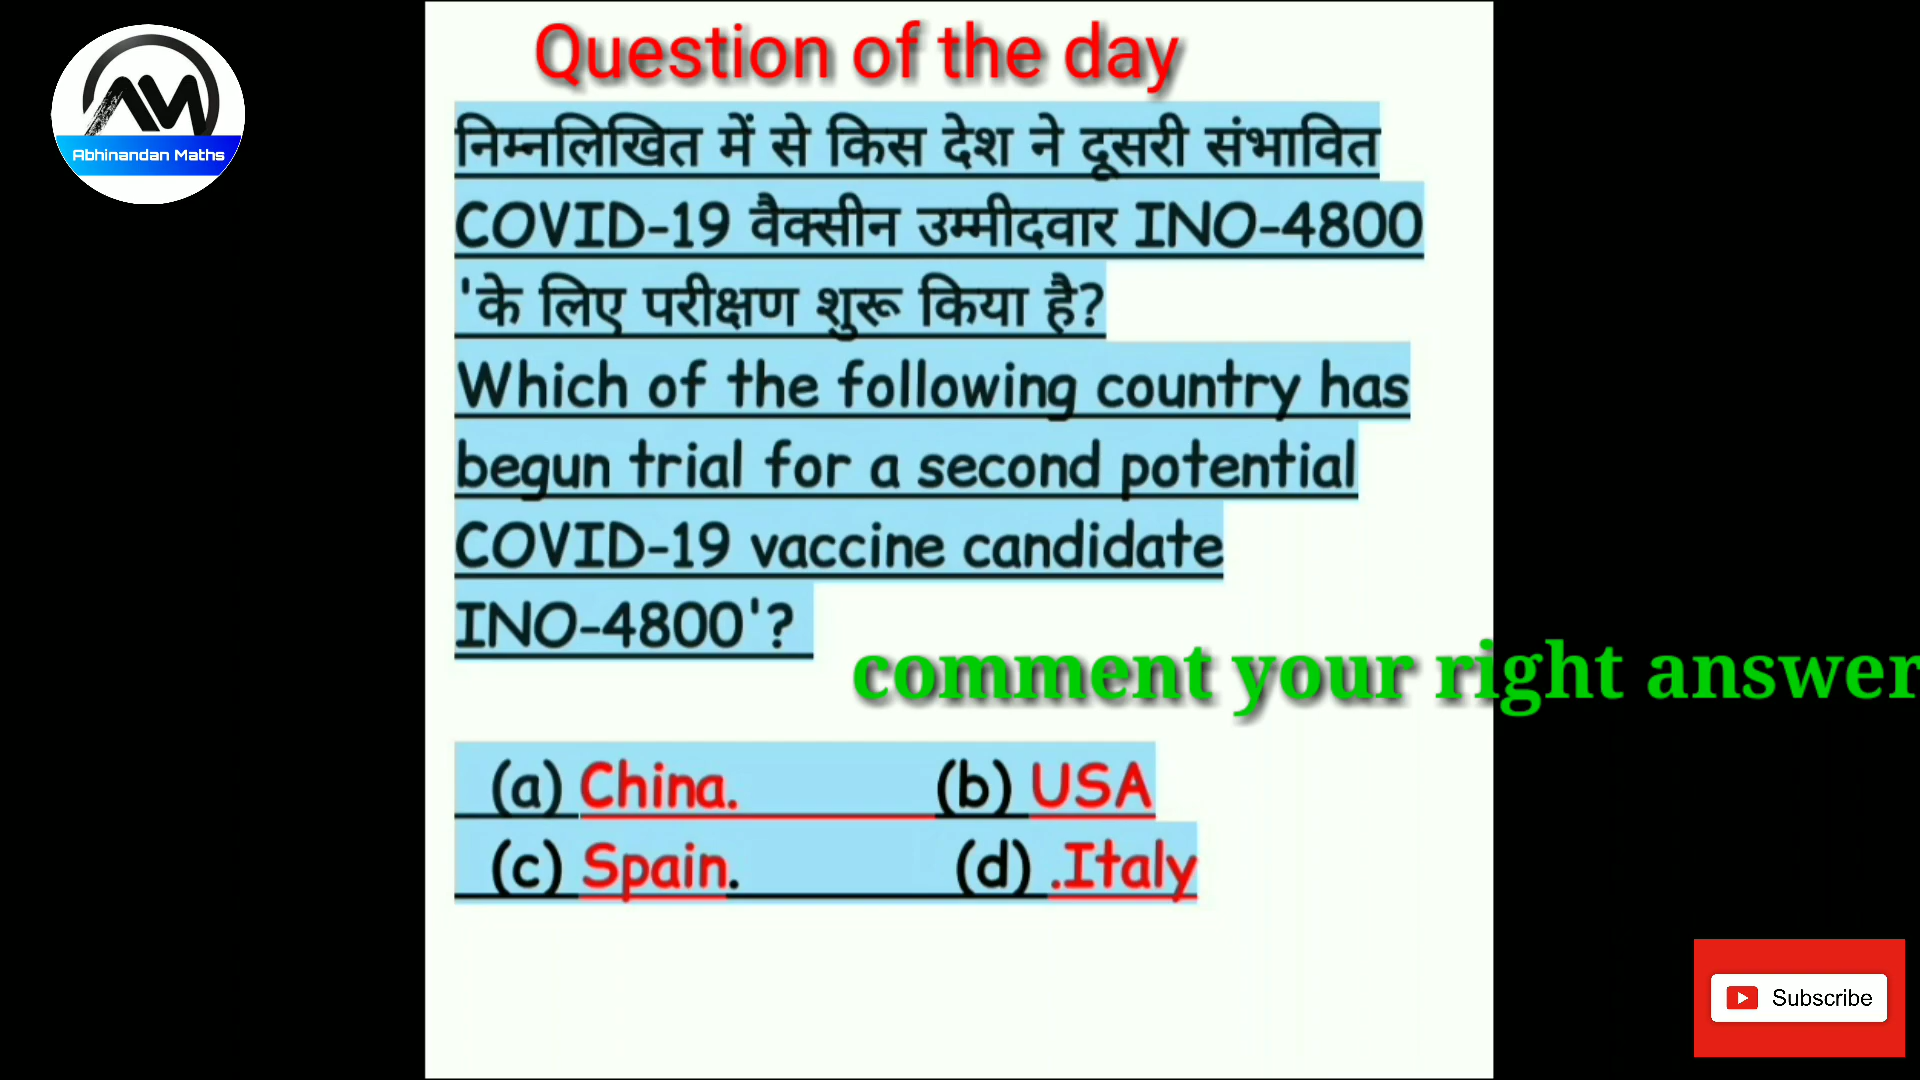 Question of the day
Abhinandan Maths
निम्नलिखित में से किस देश ने दूसरी संभावित
COVID-19 वैक्सीन उम्मीदवार INO-4800
'के लिए परीक्षण शुरू किया है?
Which of the following country has
begun trial for a second potential
COVID-19 vaccine candidate
INO-4800'?
comment your right answer
(a) China. (b) USA
(c) Spain. (d) .Italy
Subscribe